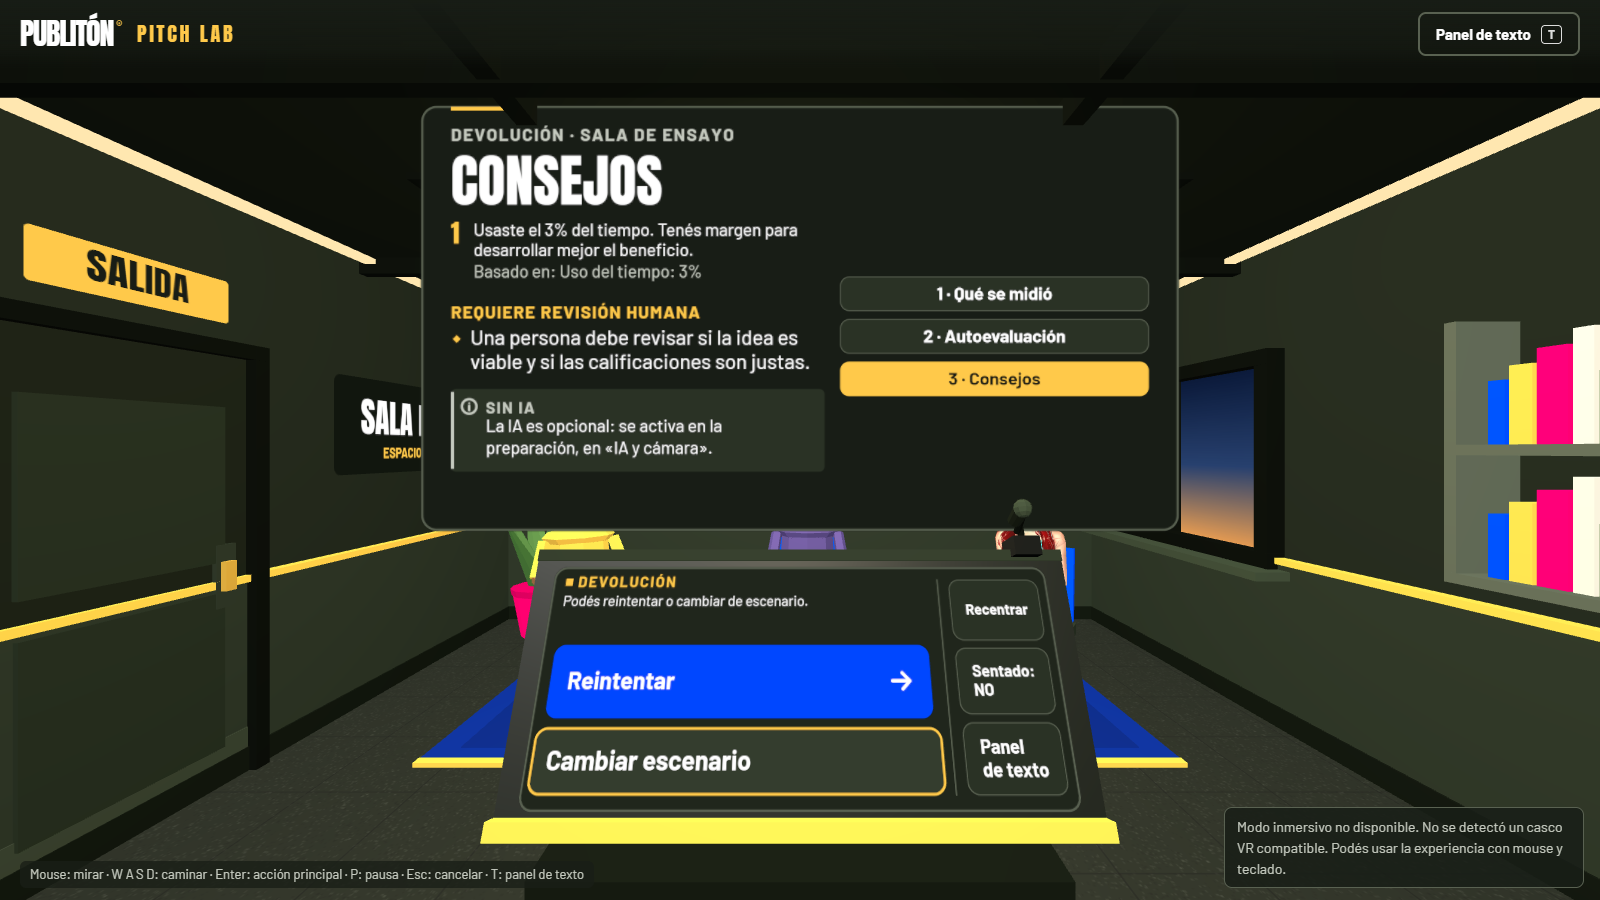 PUBLITÓN PITCH LAB
Panel de texto T
SALIDA
SALA
ESPACIO
DEVOLUCIÓN · SALA DE ENSAYO
CONSEJOS
1 Usaste el 3% del tiempo. Tenés margen para
desarrollar mejor el beneficio.
Basado en: Uso del tiempo: 3%
REQUIERE REVISIÓN HUMANA
Una persona debe revisar si la idea es
viable y si las calificaciones son justas.
SIN IA
La IA es opcional: se activa en la
preparación, en «IA y cámara».
1 · Qué se midió
2 · Autoevaluación
3 · Consejos
DEVOLUCIÓN
Podés reintentar o cambiar de escenario.
Reintentar →
Cambiar escenario
Recentrar
Sentado:
NO
Panel
de texto
Mouse: mirar · W A S D: caminar · Enter: acción principal · P: pausa · Esc: cancelar · T: panel de texto
Modo inmersivo no disponible. No se detectó un casco
VR compatible. Podés usar la experiencia con mouse y
teclado.